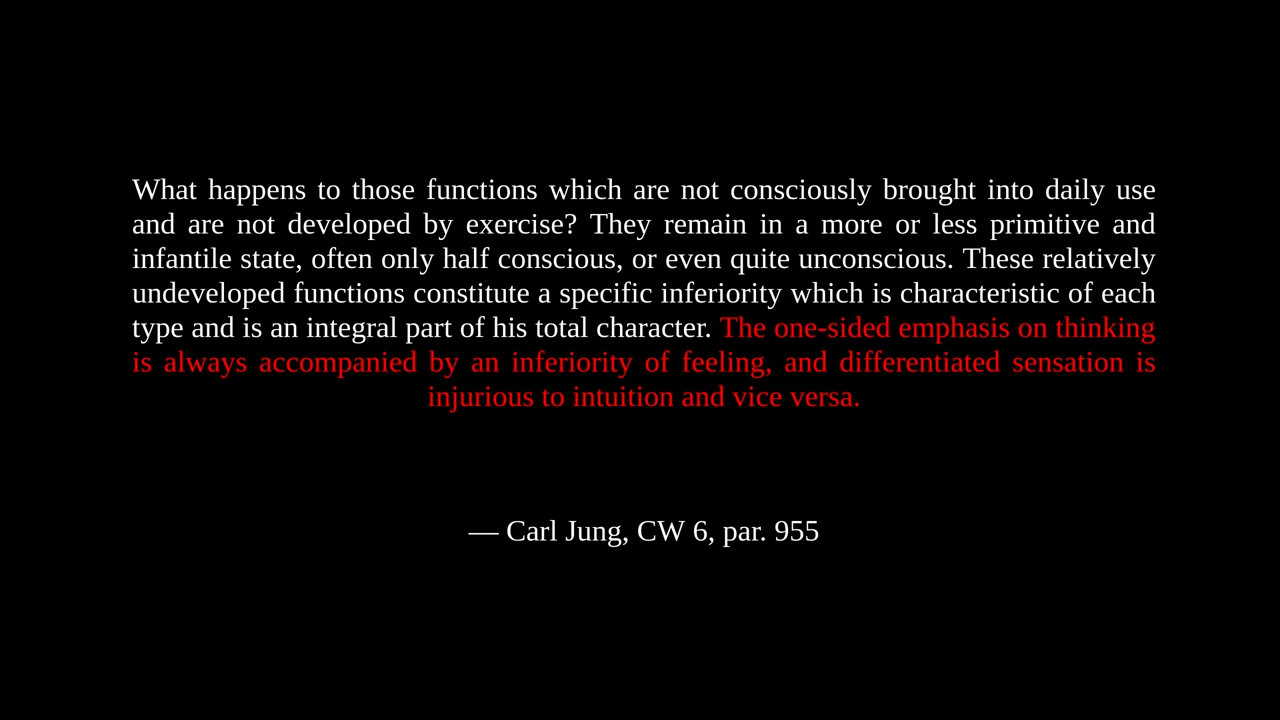 What happens to those functions which are not consciously brought into daily use
and are not developed by exercise? They remain in a more or less primitive and
infantile state, often only half conscious, or even quite unconscious. These relatively
undeveloped functions constitute a specific inferiority which is characteristic of each
type and is an integral part of his total character. The one-sided emphasis on thinking
is always accompanied by an inferiority of feeling, and differentiated sensation is
injurious to intuition and vice versa.
— Carl Jung, CW 6, par. 955